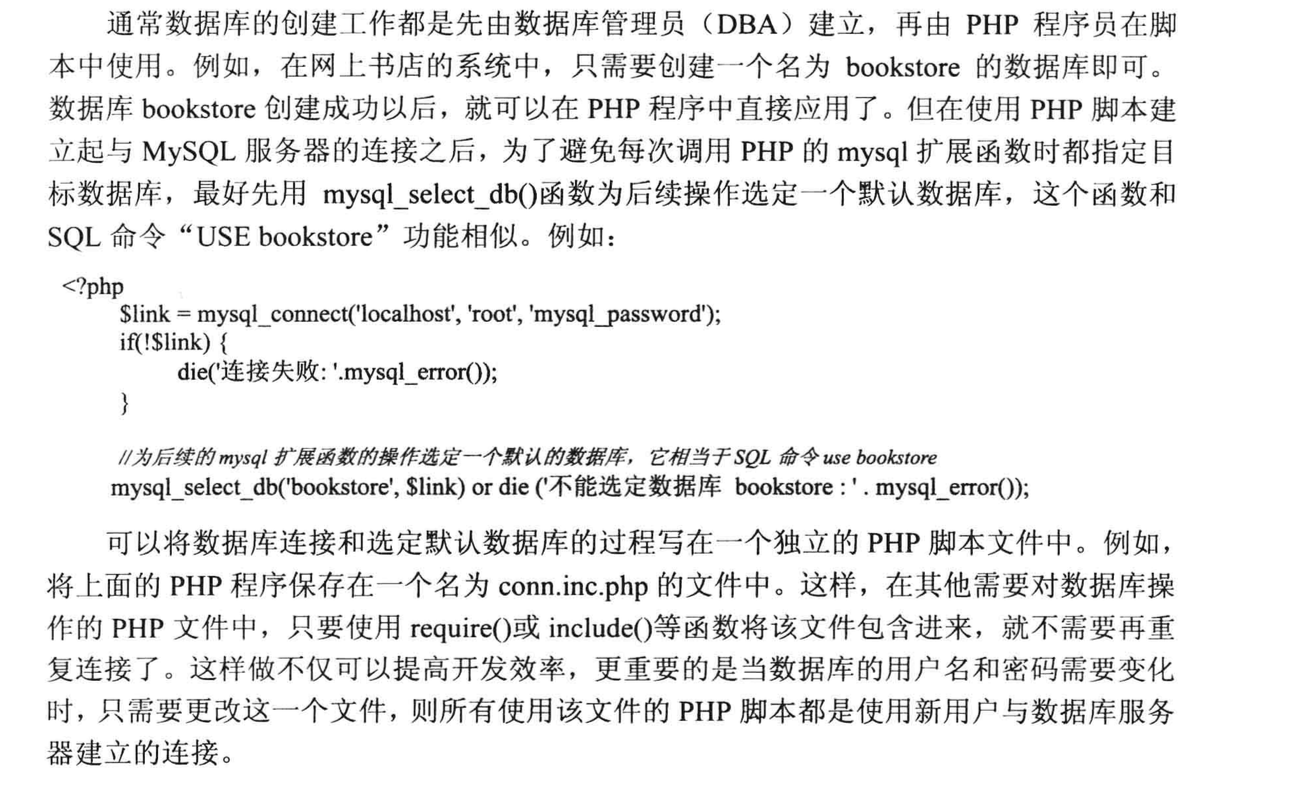 通常数据库的创建工作都是先由数据库管理员（DBA）建立，再由 PHP 程序员在脚
本中使用。例如，在网上书店的系统中，只需要创建一个名为 bookstore 的数据库即可。
数据库 bookstore 创建成功以后，就可以在 PHP 程序中直接应用了。但在使用 PHP 脚本建
立起与 MySQL 服务器的连接之后，为了避免每次调用 PHP 的 mysql 扩展函数时都指定目
标数据库，最好先用 mysql_select_db()函数为后续操作选定一个默认数据库，这个函数和
SQL 命令“USE bookstore”功能相似。例如：
<?php
$link = mysql_connect('localhost', 'root', 'mysql_password');
if(!$link) {
die('连接失败: '.mysql_error());
}
//为后续的 mysql 扩展函数的操作选定一个默认的数据库，它相当于 SQL 命令 use bookstore
mysql_select_db('bookstore', $link) or die ('不能选定数据库 bookstore : ' . mysql_error());
可以将数据库连接和选定默认数据库的过程写在一个独立的 PHP 脚本文件中。例如，
将上面的 PHP 程序保存在一个名为 conn.inc.php 的文件中。这样，在其他需要对数据库操
作的 PHP 文件中，只要使用 require()或 include()等函数将该文件包含进来，就不需要再重
复连接了。这样做不仅可以提高开发效率，更重要的是当数据库的用户名和密码需要变化
时，只需要更改这一个文件，则所有使用该文件的 PHP 脚本都是使用新用户与数据库服务
器建立的连接。